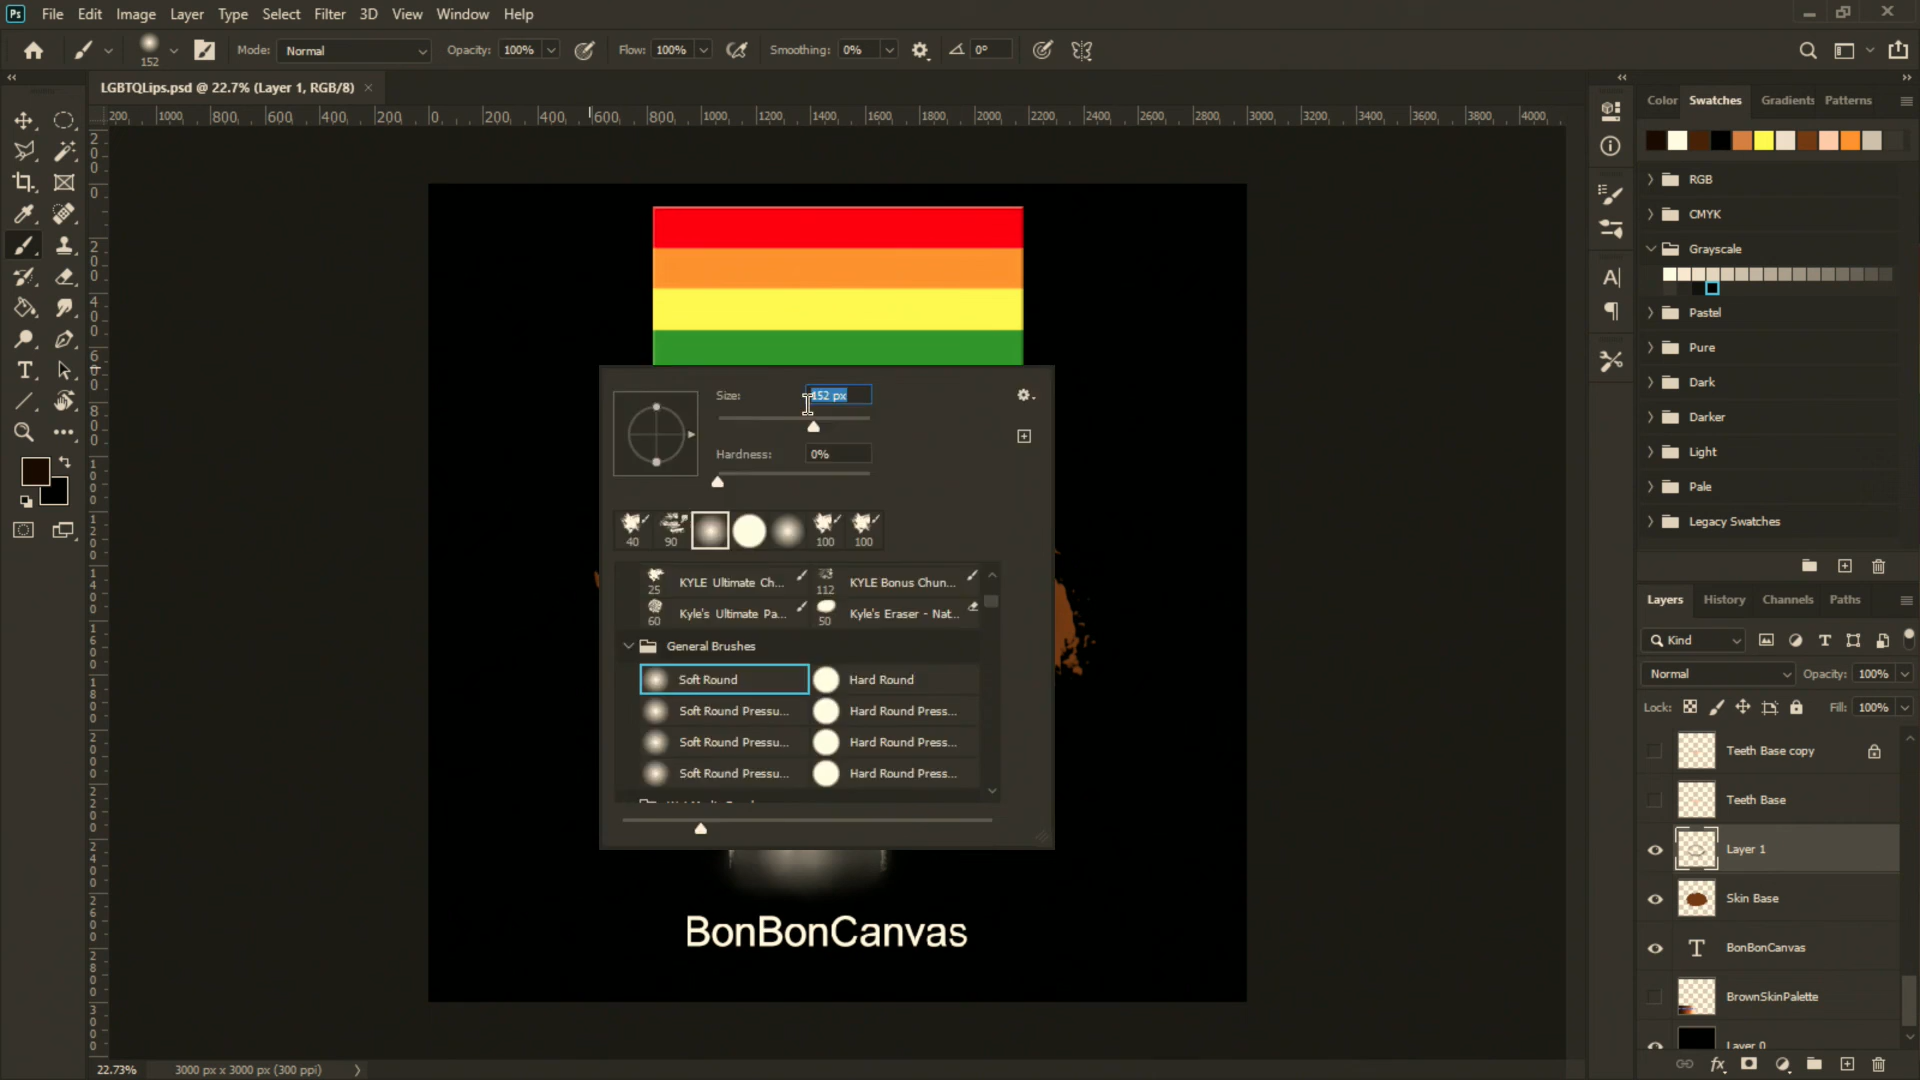 Ps File Edit Image Layer Type Select Filter 3D View Window Help
152 Mode: Normal Opacity: 100% Flow: 100% Smoothing: 0% 0°
LGBTQLips.psd @ 22.7% (Layer 1, RGB/8)
200 1000 800 600 400 200 0 200 400 600 800 1000 1200 1400 1600 1800 2000 2200 2400 2600 2800 3000 3200 3400 3600 3800 4000
Color Swatches Gradients Patterns
RGB
CMYK
Grayscale
Pastel
Pure
Dark
Darker
Light
Pale
Legacy Swatches
Size: 152 px
Hardness: 0%
40 90 100 100
25 KYLE Ultimate Ch... 112 KYLE Bonus Chun...
60 Kyle's Ultimate Pa... 50 Kyle's Eraser - Nat...
General Brushes
Soft Round Hard Round
Soft Round Pressu... Hard Round Press...
Soft Round Pressu... Hard Round Press...
Soft Round Pressu... Hard Round Press...
BonBonCanvas
Layers History Channels Paths
Kind
Normal Opacity: 100%
Lock: Fill: 100%
Teeth Base copy
Teeth Base
Layer 1
Skin Base
BonBonCanvas
BrownSkinPalette
Layer 0
22.73% 3000 px x 3000 px (300 ppi)